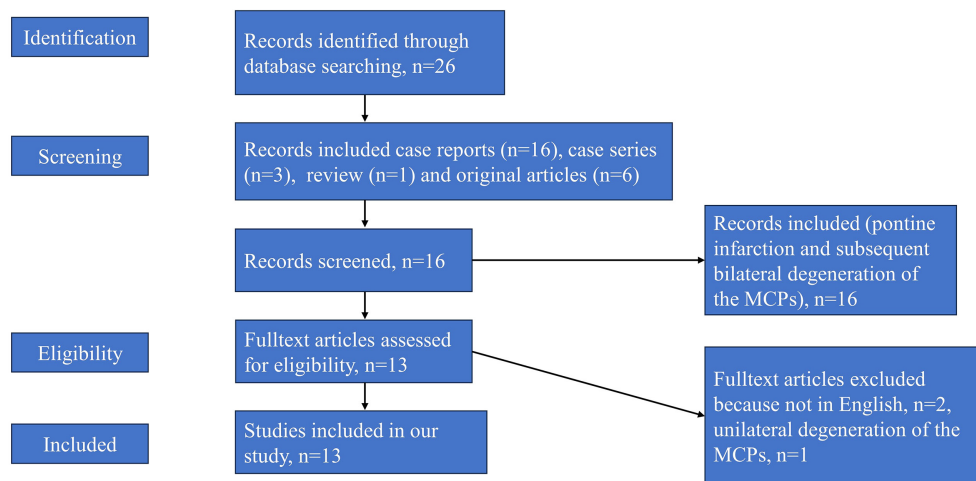 Identification
Records identified through
database searching, n=26
Screening
Records included case reports (n=16), case series
(n=3), review (n=1) and original articles (n=6)
Records screened, n=16
Records included (pontine
infarction and subsequent
bilateral degeneration of
the MCPs), n=16
Eligibility
Fulltext articles assessed
for eligibility, n=13
Fulltext articles excluded
because not in English, n=2,
unilateral degeneration of the
MCPs, n=1
Included
Studies included in our
study, n=13